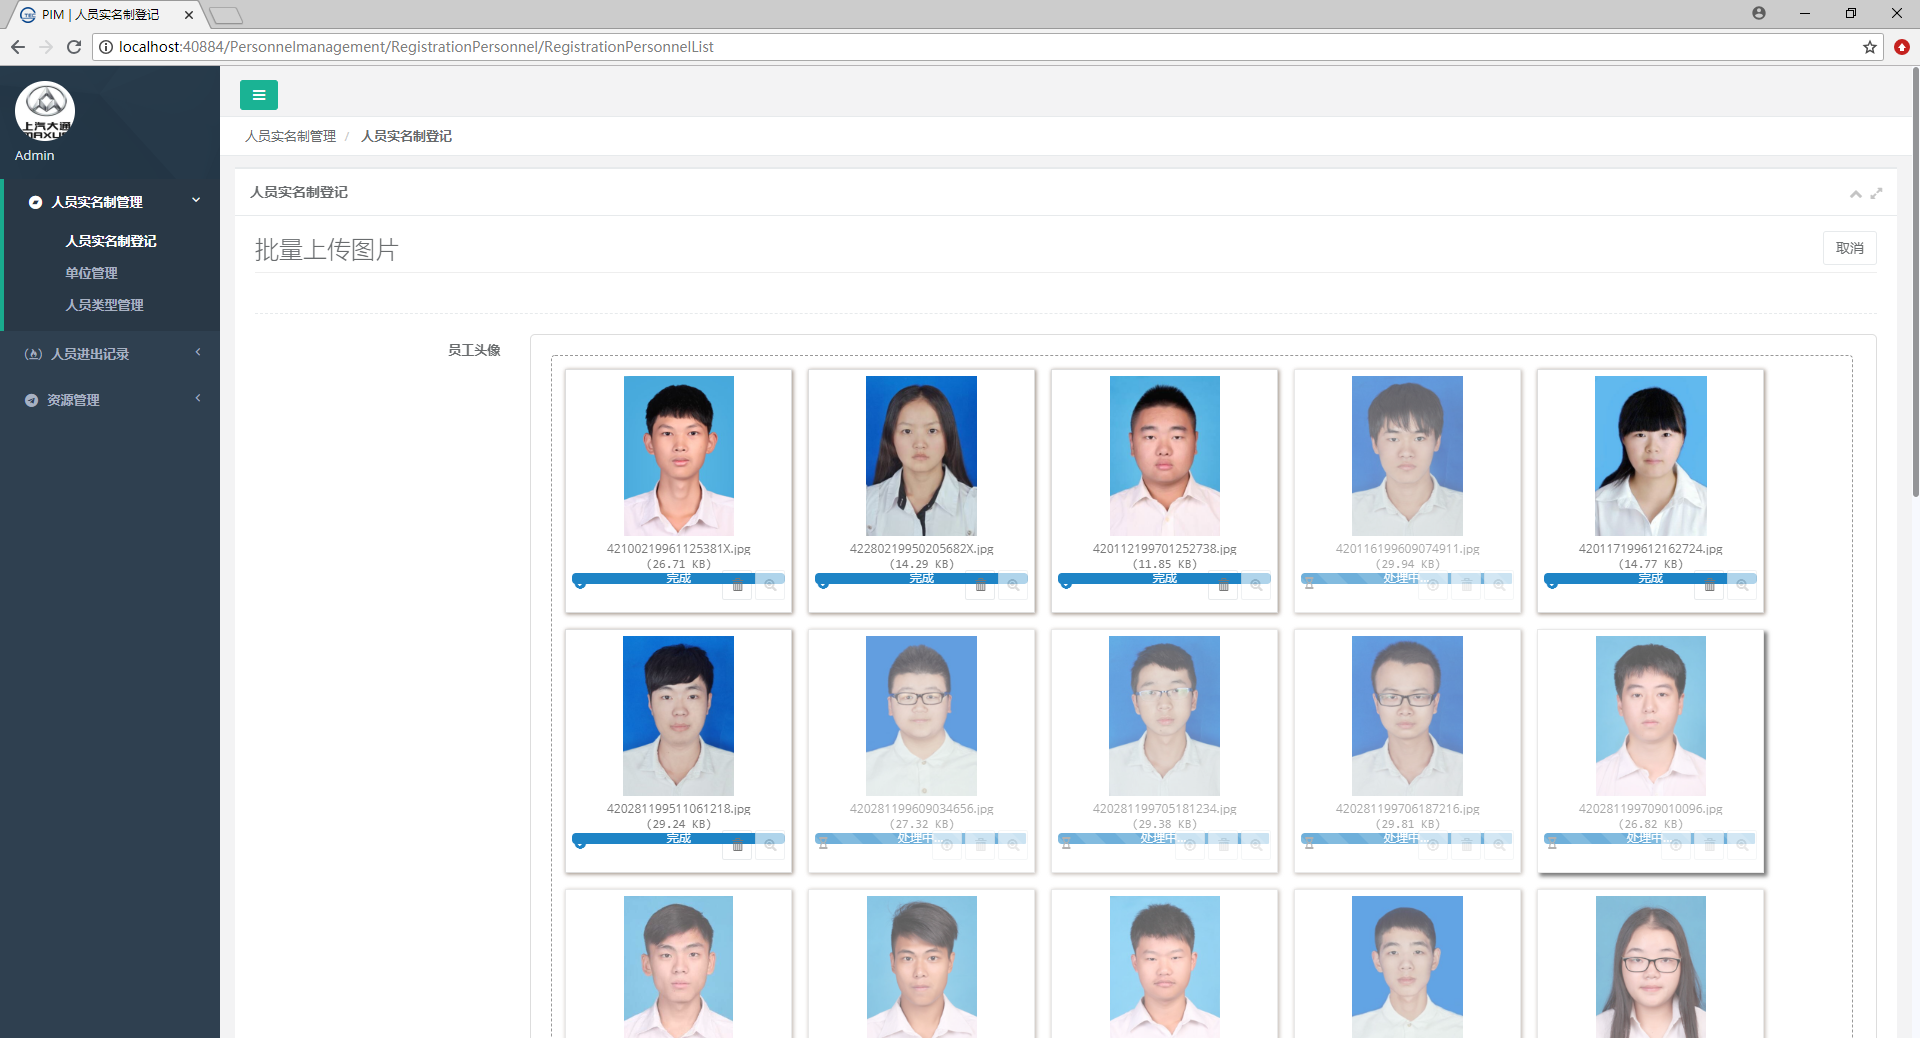 PIM | 人员实名制登记
localhost:40884/Personnelmanagement/RegistrationPersonnel/RegistrationPersonnelList
上汽大通
MAXUS
Admin
人员实名制管理
人员实名制登记
单位管理
人员类型管理
人员进出记录
资源管理
人员实名制管理 / 人员实名制登记
人员实名制登记
批量上传图片
取消
员工头像
42100219961125381X.jpg
(26.71 KB)
完成
42280219950205682X.jpg
(14.29 KB)
完成
420112199701252738.jpg
(11.85 KB)
完成
420116199609074911.jpg
(29.94 KB)
处理中...
420117199612162724.jpg
(14.77 KB)
完成
420281199511061218.jpg
(29.24 KB)
完成
420281199609034656.jpg
(27.32 KB)
处理中...
420281199705181234.jpg
(29.38 KB)
处理中...
420281199706187216.jpg
(29.81 KB)
处理中...
420281199709010096.jpg
(26.82 KB)
处理中...